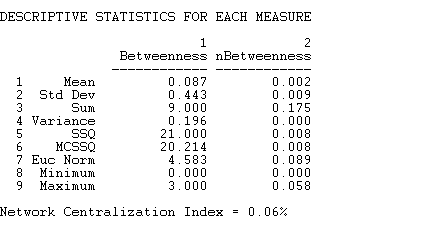 DESCRIPTIVE STATISTICS FOR EACH MEASURE
1 2
Betweenness nBetweenness
------------ ------------
1 Mean 0.087 0.002
2 Std Dev 0.443 0.009
3 Sum 9.000 0.175
4 Variance 0.196 0.000
5 SSQ 21.000 0.008
6 MCSSQ 20.214 0.008
7 Euc Norm 4.583 0.089
8 Minimum 0.000 0.000
9 Maximum 3.000 0.058
Network Centralization Index = 0.06%